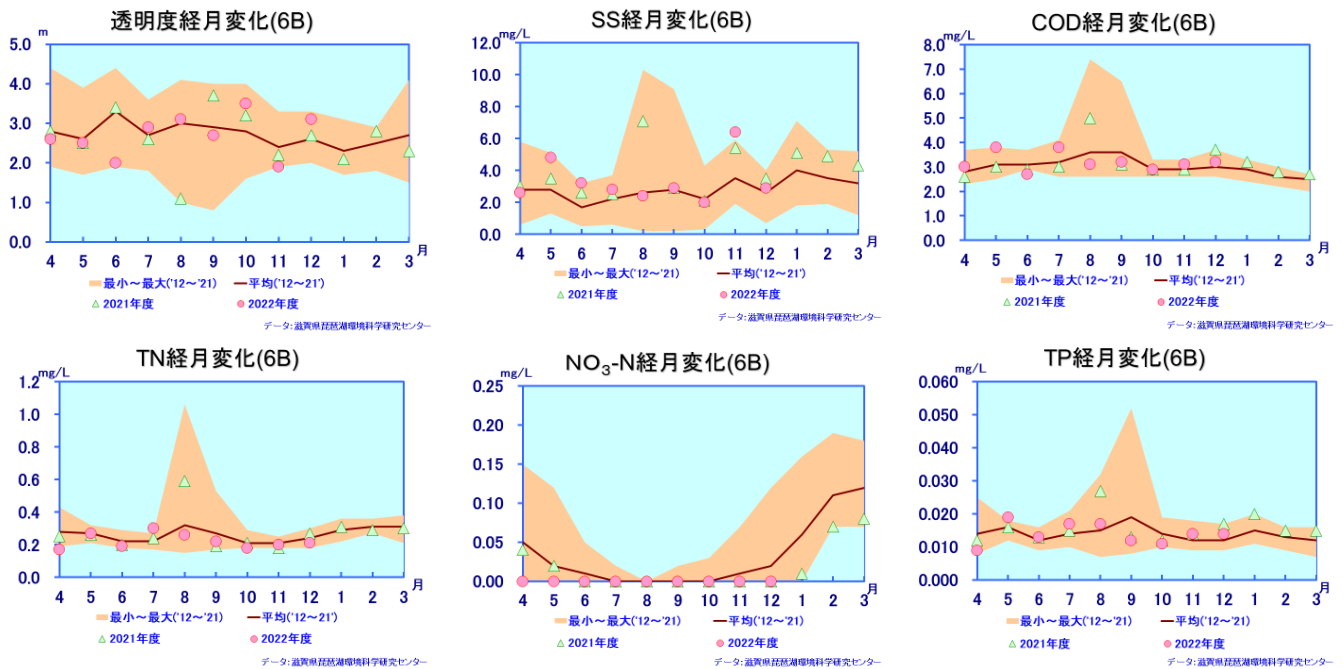 透明度経月変化(6B)
m
5.0
4.0
3.0
2.0
1.0
0.0
4 5 6 7 8 9 10 11 12 1 2 3 月
最小～最大('12～'21) 平均('12～21')
2021年度 2022年度
データ:滋賀県琵琶湖環境科学研究センター
SS経月変化(6B)
mg/L
12.0
10.0
8.0
6.0
4.0
2.0
0.0
4 5 6 7 8 9 10 11 12 1 2 3 月
最小～最大('12～'21) 平均('12～21')
2021年度 2022年度
データ:滋賀県琵琶湖環境科学研究センター
COD経月変化(6B)
mg/L
8.0
7.0
6.0
5.0
4.0
3.0
2.0
1.0
0.0
4 5 6 7 8 9 10 11 12 1 2 3 月
最小～最大('12～'21) 平均('12～21')
2021年度 2022年度
データ:滋賀県琵琶湖環境科学研究センター
TN経月変化(6B)
mg/L
1.2
1.0
0.8
0.6
0.4
0.2
0.0
4 5 6 7 8 9 10 11 12 1 2 3 月
最小～最大('12～'21) 平均('12～'21)
2021年度 2022年度
データ:滋賀県琵琶湖環境科学研究センター
NO₃-N経月変化(6B)
mg/L
0.25
0.20
0.15
0.10
0.05
0.00
4 5 6 7 8 9 10 11 12 1 2 3 月
最小～最大('12～'21) 平均('12～'21)
2021年度 2022年度
データ:滋賀県琵琶湖環境科学研究センター
TP経月変化(6B)
mg/L
0.060
0.050
0.040
0.030
0.020
0.010
0.000
4 5 6 7 8 9 10 11 12 1 2 3 月
最小～最大('12～'21) 平均('12～'21)
2021年度 2022年度
データ:滋賀県琵琶湖環境科学研究センター